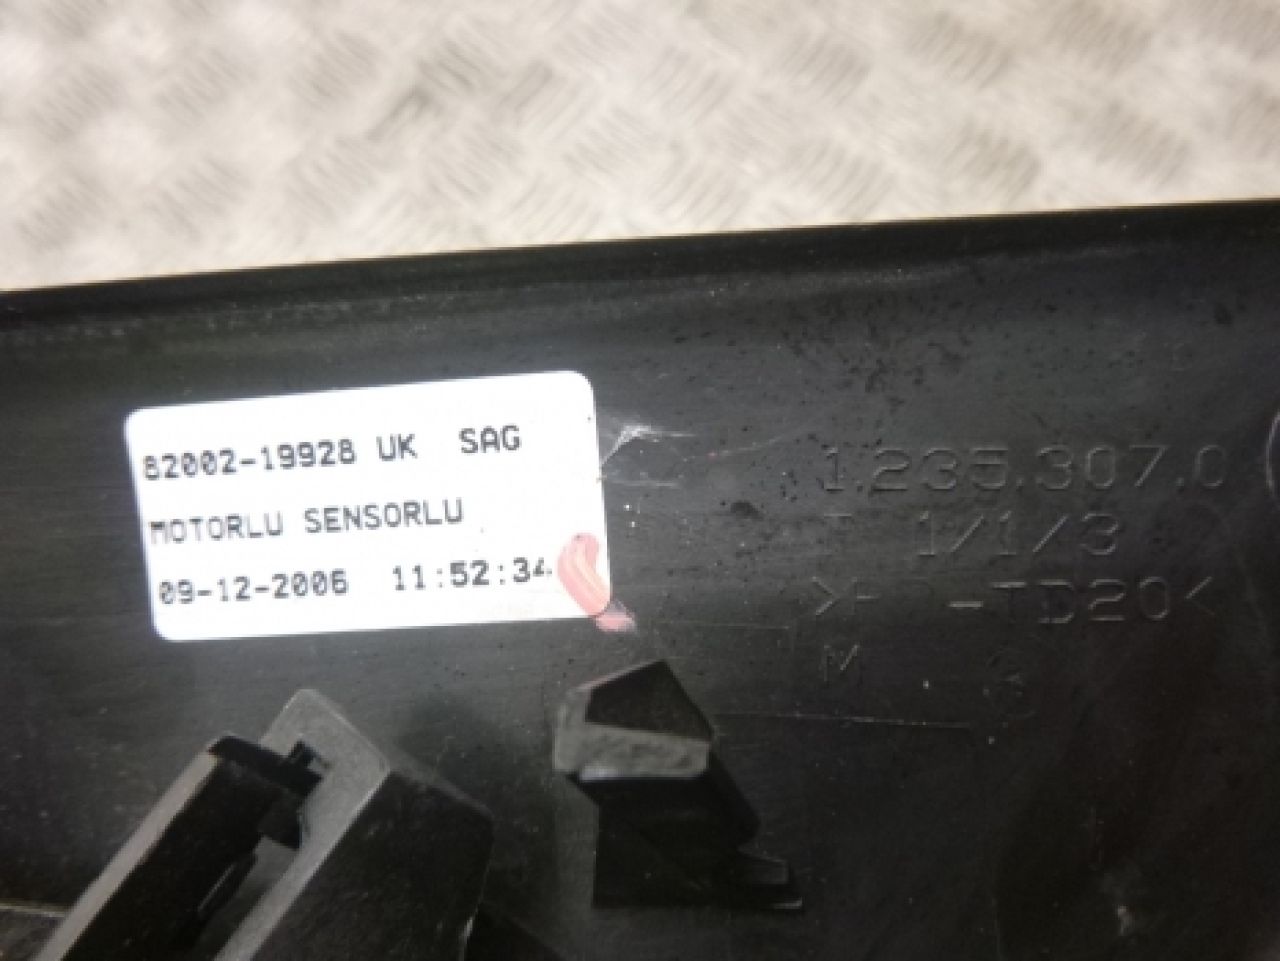 82002-19928 UK SAG
MOTORLU SENSORLU
09-12-2006 11:52:34
1.235.307.0
1/1/3
M